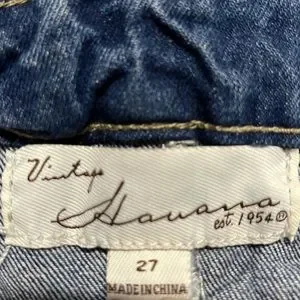 Vintage
Havana
est. 1954®
27
MADE IN CHINA